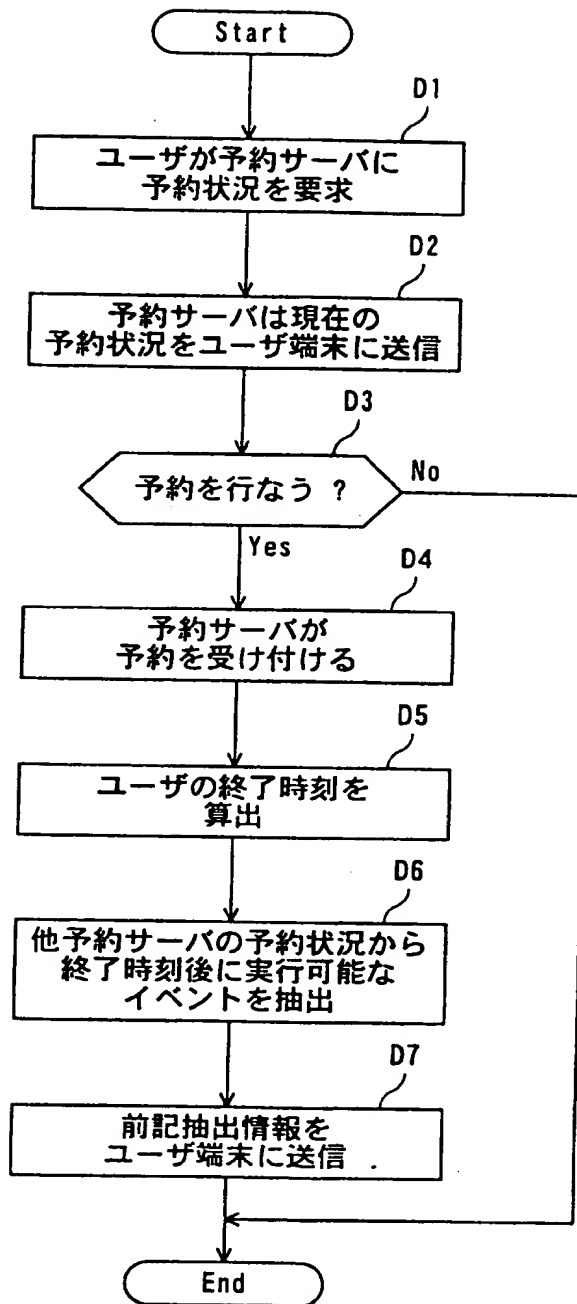 Start
D1
ユーザが予約サーバに
予約状況を要求
D2
予約サーバは現在の
予約状況をユーザ端末に送信
D3
予約を行なう ?
No
Yes
D4
予約サーバが
予約を受け付ける
D5
ユーザの終了時刻を
算出
D6
他予約サーバの予約状況から
終了時刻後に実行可能な
イベントを抽出
D7
前記抽出情報を
ユーザ端末に送信
End